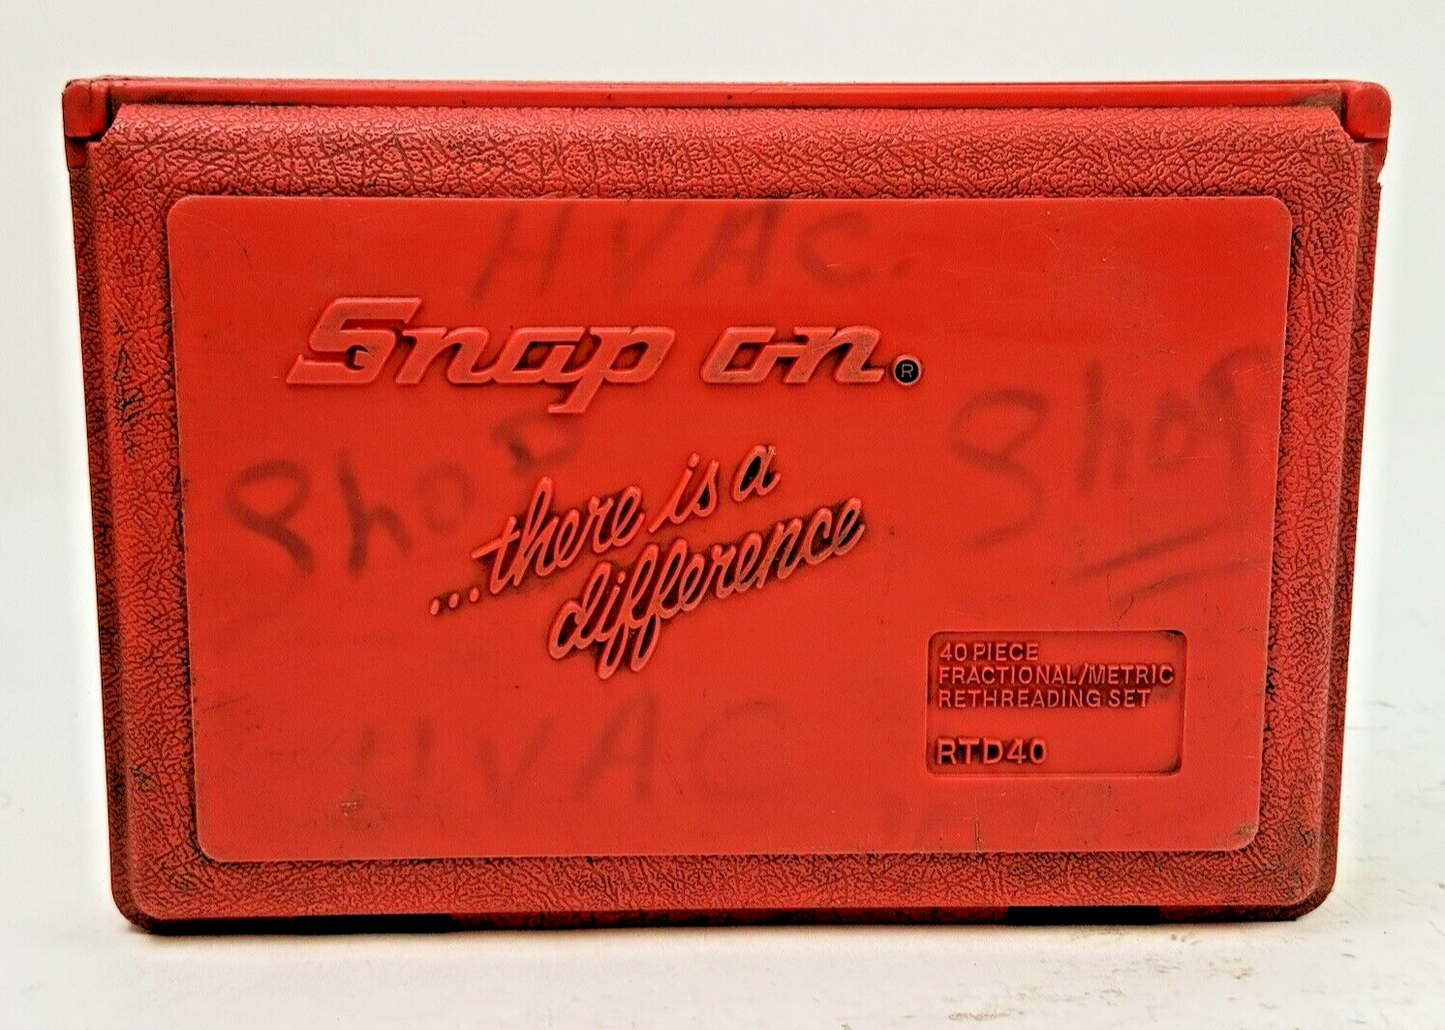 HVAC.
Snap on®
Shop
Shop
...there is a
difference
40 PIECE
FRACTIONAL/METRIC
RETHREADING SET
RTD40
HVAC